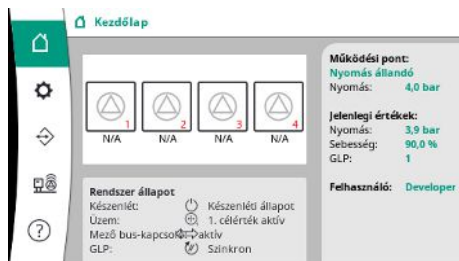 Kezdőlap
1 2 3 4
N/A N/A N/A N/A
Rendszer állapot
Készenlét: Készenléti állapot
Üzem: 1. célérték aktív
Mező bus-kapcsol aktív
GLP: Szinkron
Működési pont:
Nyomás állandó
Nyomás: 4,0 bar
Jelenlegi értékek:
Nyomás: 3,9 bar
Sebesség: 90,0 %
GLP: 1
Felhasználó: Developer
?